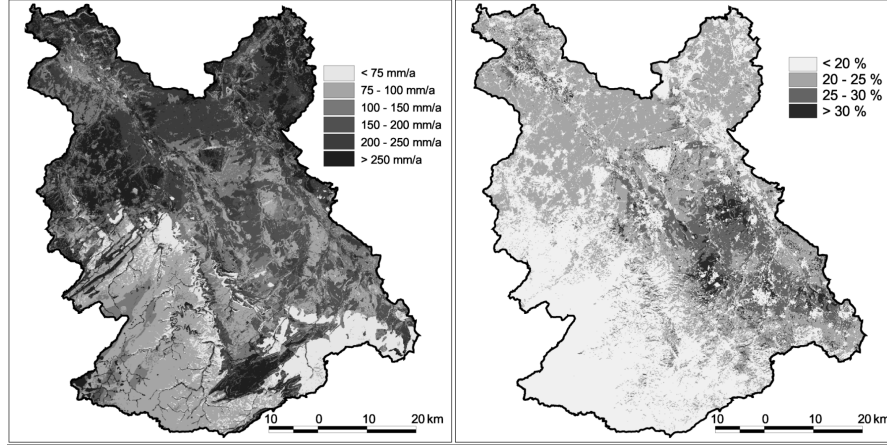 < 75 mm/a
75 - 100 mm/a
100 - 150 mm/a
150 - 200 mm/a
200 - 250 mm/a
> 250 mm/a
10 0 10 20 km
< 20 %
20 - 25 %
25 - 30 %
> 30 %
10 0 10 20 km